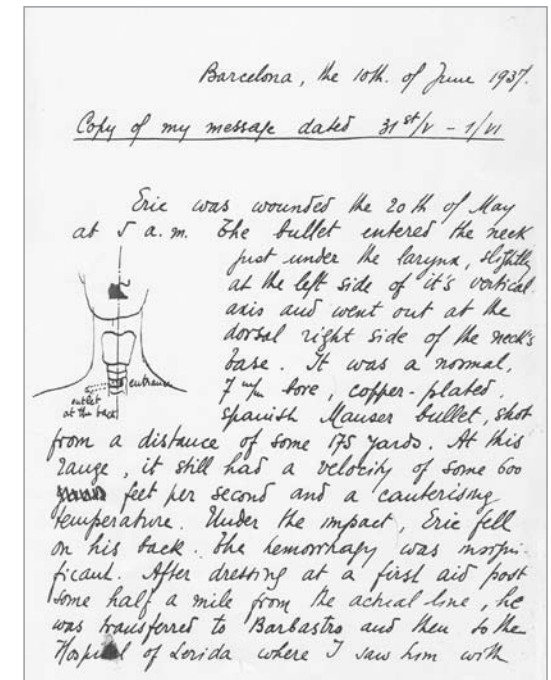 Barcelona, the 10th. of June 1937.
Copy of my message dated 31st/V - 1/VI
Eric was wounded the 20th of May
at 5 a.m. The bullet entered the neck
just under the larynx, slightly
at the left side of it's vertical
axis and went out at the
dorsal right side of the neck's
base. It was a normal,
7 m/m bore, copper-plated,
spanish Mauser bullet, shot
entrance
outlet
at the back
from a distance of some 175 yards. At this
range, it still had a velocity of some 600
feet per second and a cauterising
temperature. Under the impact, Eric fell
on his back. The hemorrhagy was insigni-
ficant. After dressing at a first aid post
some half a mile from the actual line, he
was transferred to Barbastro and then to the
Hospital of Lerida where I saw him with